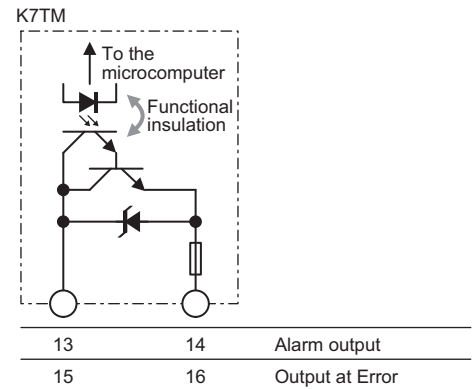 K7TM
To the
microcomputer
Functional
insulation
13 14 Alarm output
15 16 Output at Error